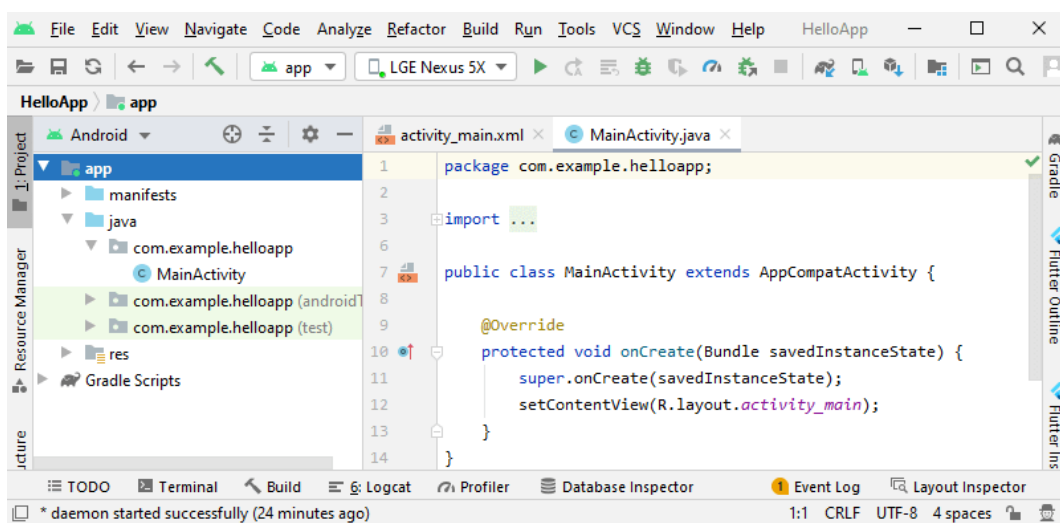 File Edit View Navigate Code Analyze Refactor Build Run Tools VCS Window Help HelloApp
app LGE Nexus 5X
HelloApp app
1: Project
Resource Manager
Android
app
manifests
java
com.example.helloapp
MainActivity
com.example.helloapp (androidT
com.example.helloapp (test)
res
Gradle Scripts
activity_main.xml MainActivity.java
1 package com.example.helloapp;
2
3 import ...
6
7 public class MainActivity extends AppCompatActivity {
8
9 @Override
10 protected void onCreate(Bundle savedInstanceState) {
11 super.onCreate(savedInstanceState);
12 setContentView(R.layout.activity_main);
13 }
14 }
Gradle
Flutter Outline
Flutter Ins
TODO Terminal Build 6: Logcat Profiler Database Inspector Event Log Layout Inspector
* daemon started successfully (24 minutes ago) 1:1 CRLF UTF-8 4 spaces